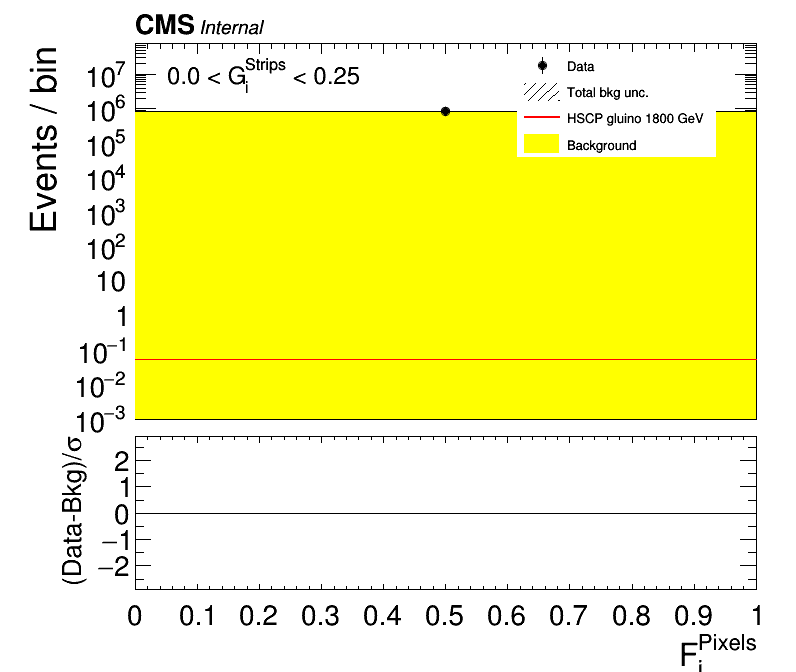 CMS Internal
Events / bin
10^7
10^6
10^5
10^4
10^3
10^2
10
1
10^−1
10^−2
10^−3
0.0 < G_i^Strips < 0.25
Data
Total bkg unc.
HSCP gluino 1800 GeV
Background
(Data-Bkg)/σ
2
1
0
−1
−2
0 0.1 0.2 0.3 0.4 0.5 0.6 0.7 0.8 0.9 1
F_i^Pixels